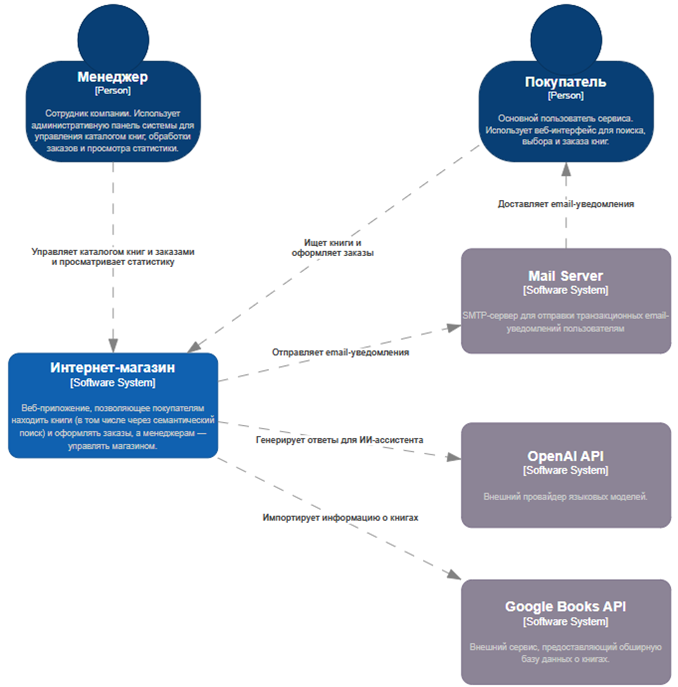 Менеджер
[Person]
Сотрудник компании. Использует
административную панель системы для
управления каталогом книг, обработки
заказов и просмотра статистики.
Покупатель
[Person]
Основной пользователь сервиса.
Использует веб-интерфейс для поиска,
выбора и заказа книг.
Доставляет email-уведомления
Управляет каталогом книг и заказами
и просматривает статистику
Ищет книги и
оформляет заказы
Mail Server
[Software System]
SMTP-сервер для отправки транзакционных email-
уведомлений пользователям
Интернет-магазин
[Software System]
Веб-приложение, позволяющее покупателям
находить книги (в том числе через семантический
поиск) и оформлять заказы, а менеджерам —
управлять магазином.
Отправляет email-уведомления
Генерирует ответы для ИИ-ассистента
Импортирует информацию о книгах
OpenAI API
[Software System]
Внешний провайдер языковых моделей.
Google Books API
[Software System]
Внешний сервис, предоставляющий обширную
базу данных о книгах.